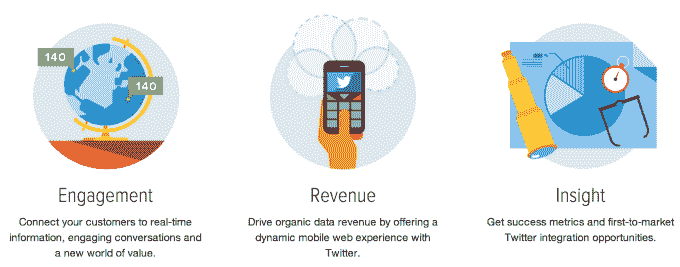 140
140
Engagement
Connect your customers to real-time
information, engaging conversations and
a new world of value.
Revenue
Drive organic data revenue by offering a
dynamic mobile web experience with
Twitter.
Insight
Get success metrics and first-to-market
Twitter integration opportunities.